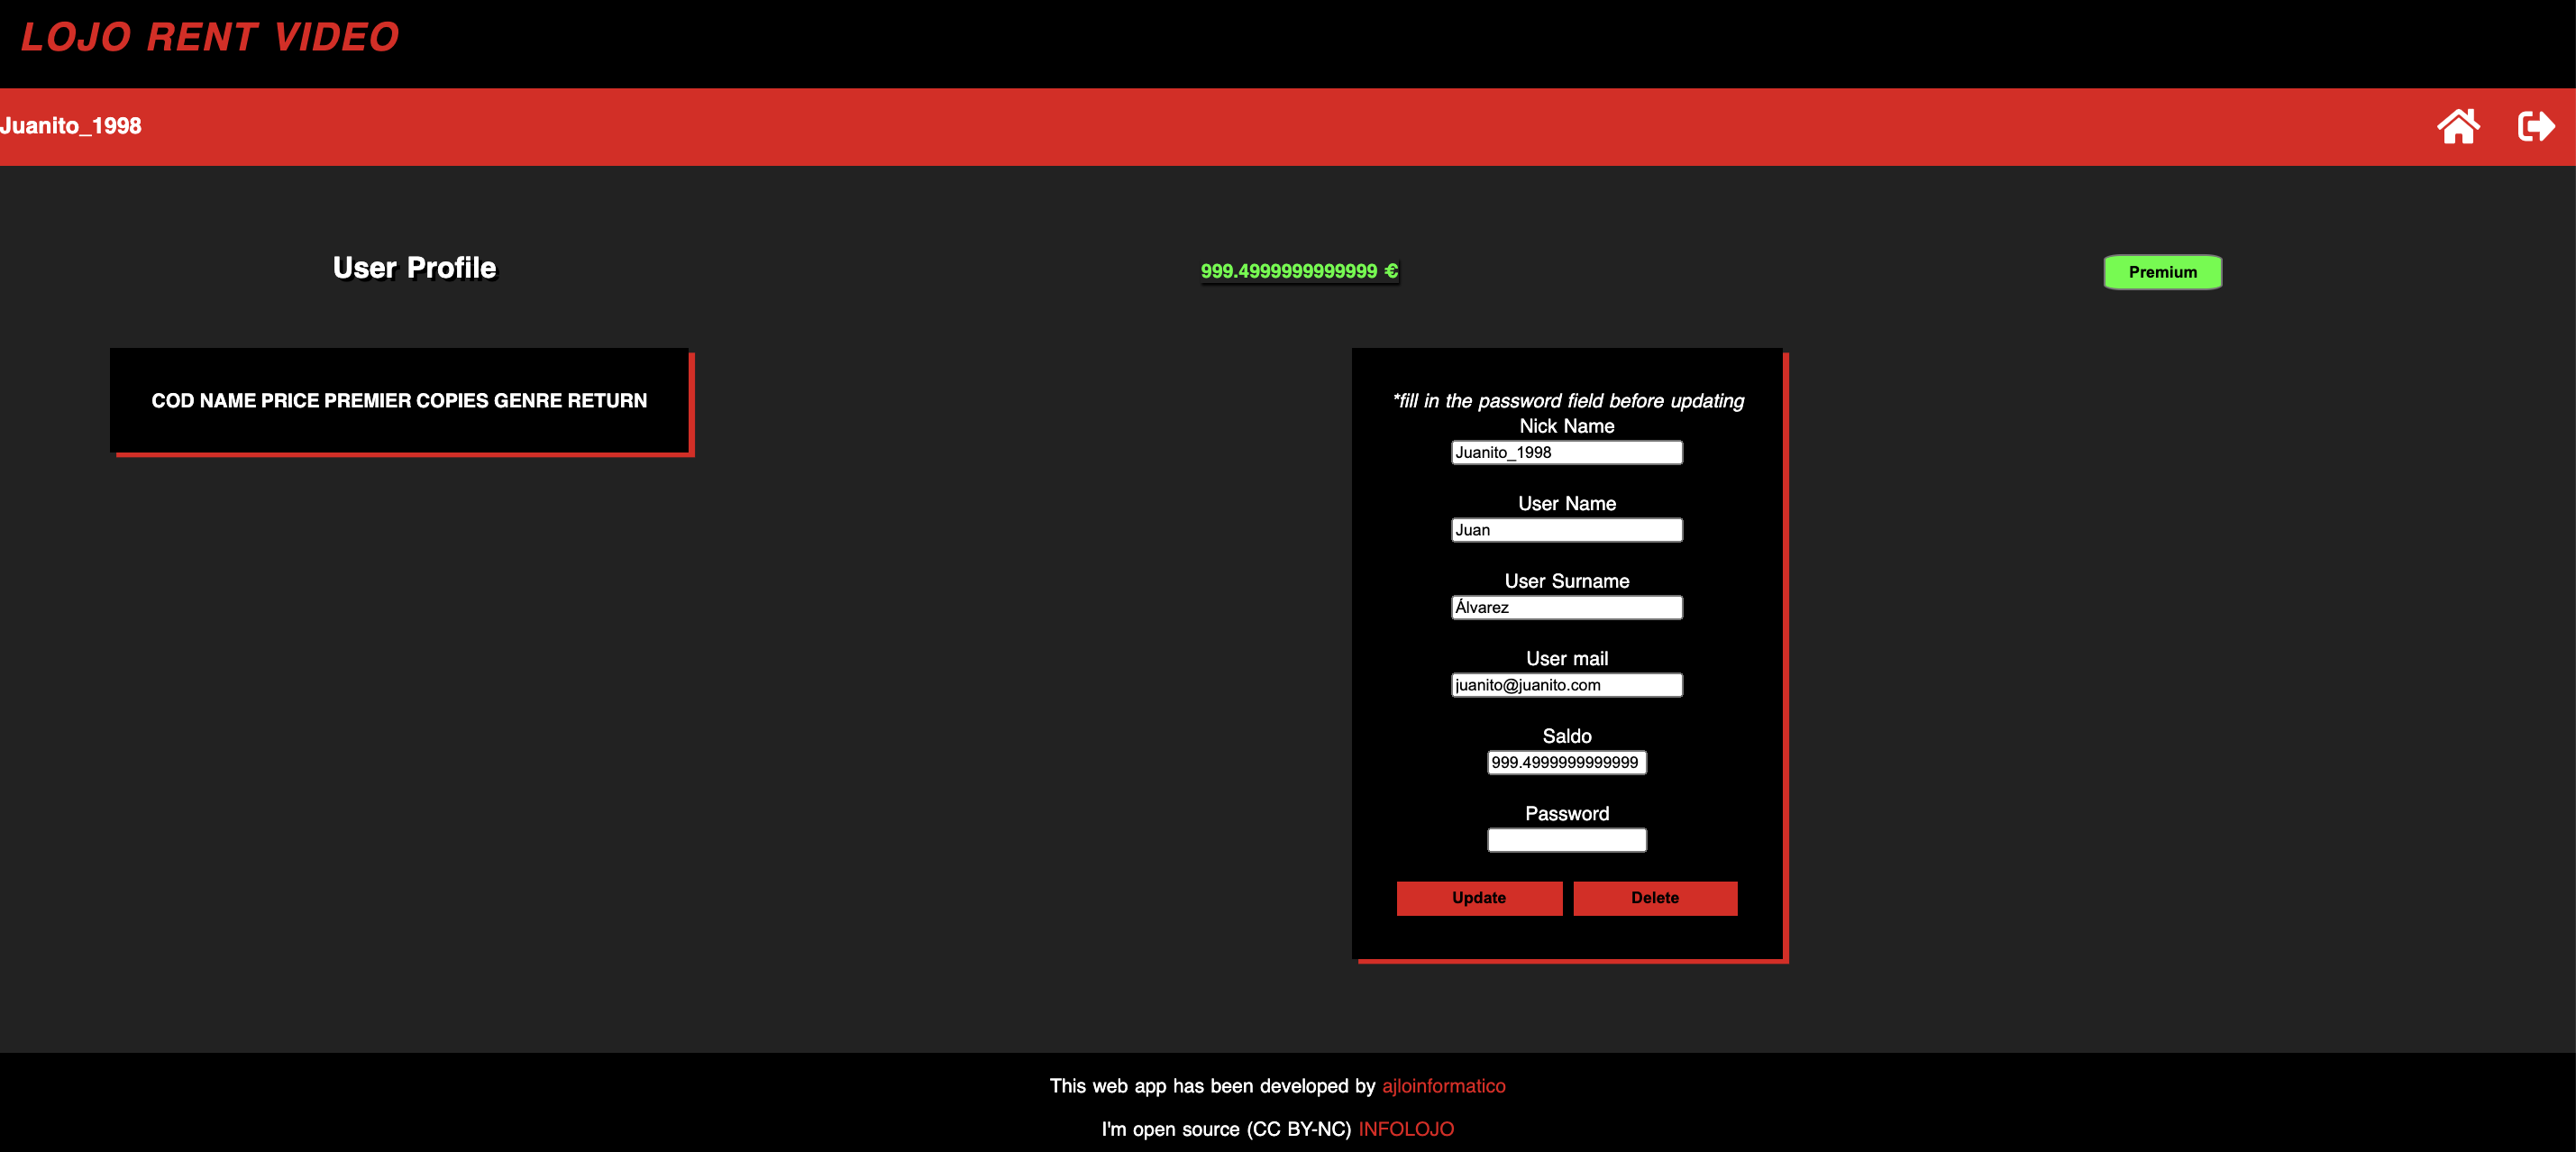 LOJO RENT VIDEO
Juanito_1998
User Profile
999.4999999999999 €
Premium
COD NAME PRICE PREMIER COPIES GENRE RETURN
*fill in the password field before updating
Nick Name
Juanito_1998
User Name
Juan
User Surname
Álvarez
User mail
juanito@juanito.com
Saldo
999.4999999999999
Password
Update Delete
This web app has been developed by ajloinformatico
I'm open source (CC BY-NC) INFOLOJO